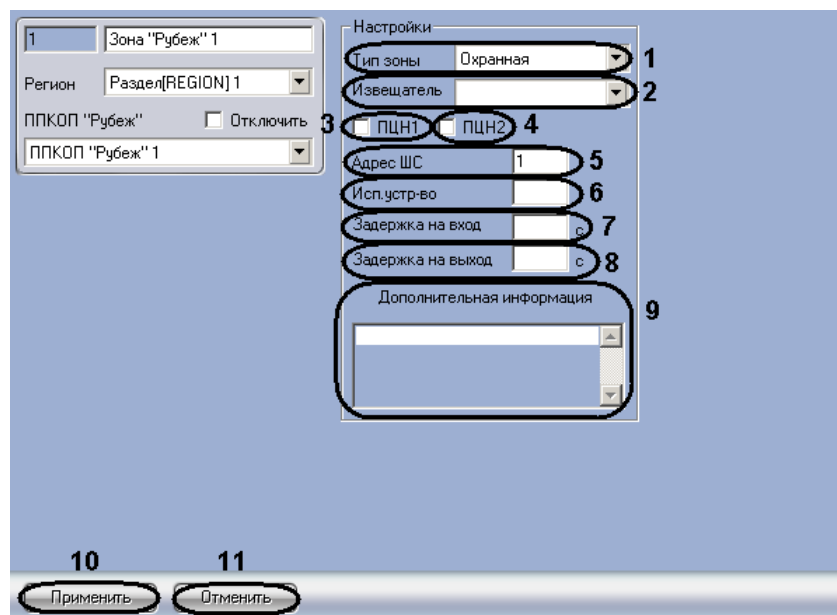 1 Зона "Рубеж" 1
Регион Раздел[REGION] 1
ППКОП "Рубеж" Отключить
ППКОП "Рубеж" 1
Настройки
Тип зоны Охранная 1
Извещатель 2
3 ПЦН1 ПЦН2 4
Адрес ШС 1 5
Исп.устр-во 6
Задержка на вход с 7
Задержка на выход с 8
Дополнительная информация
9
10 11
Применить Отменить